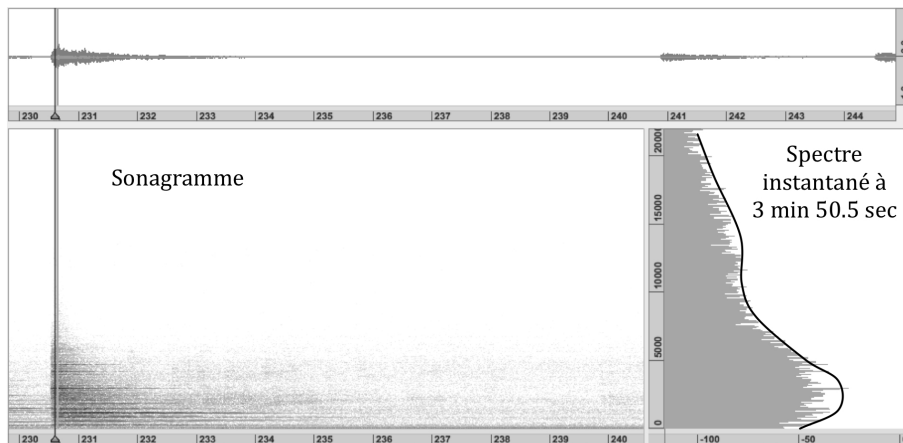 230 231 232 233 234 235 236 237 238 239 240 241 242 243 244
Sonagramme
Spectre
instantané à
3 min 50.5 sec
20000
15000
10000
5000
0
230 231 232 233 234 235 236 237 238 239 240
-100 -50